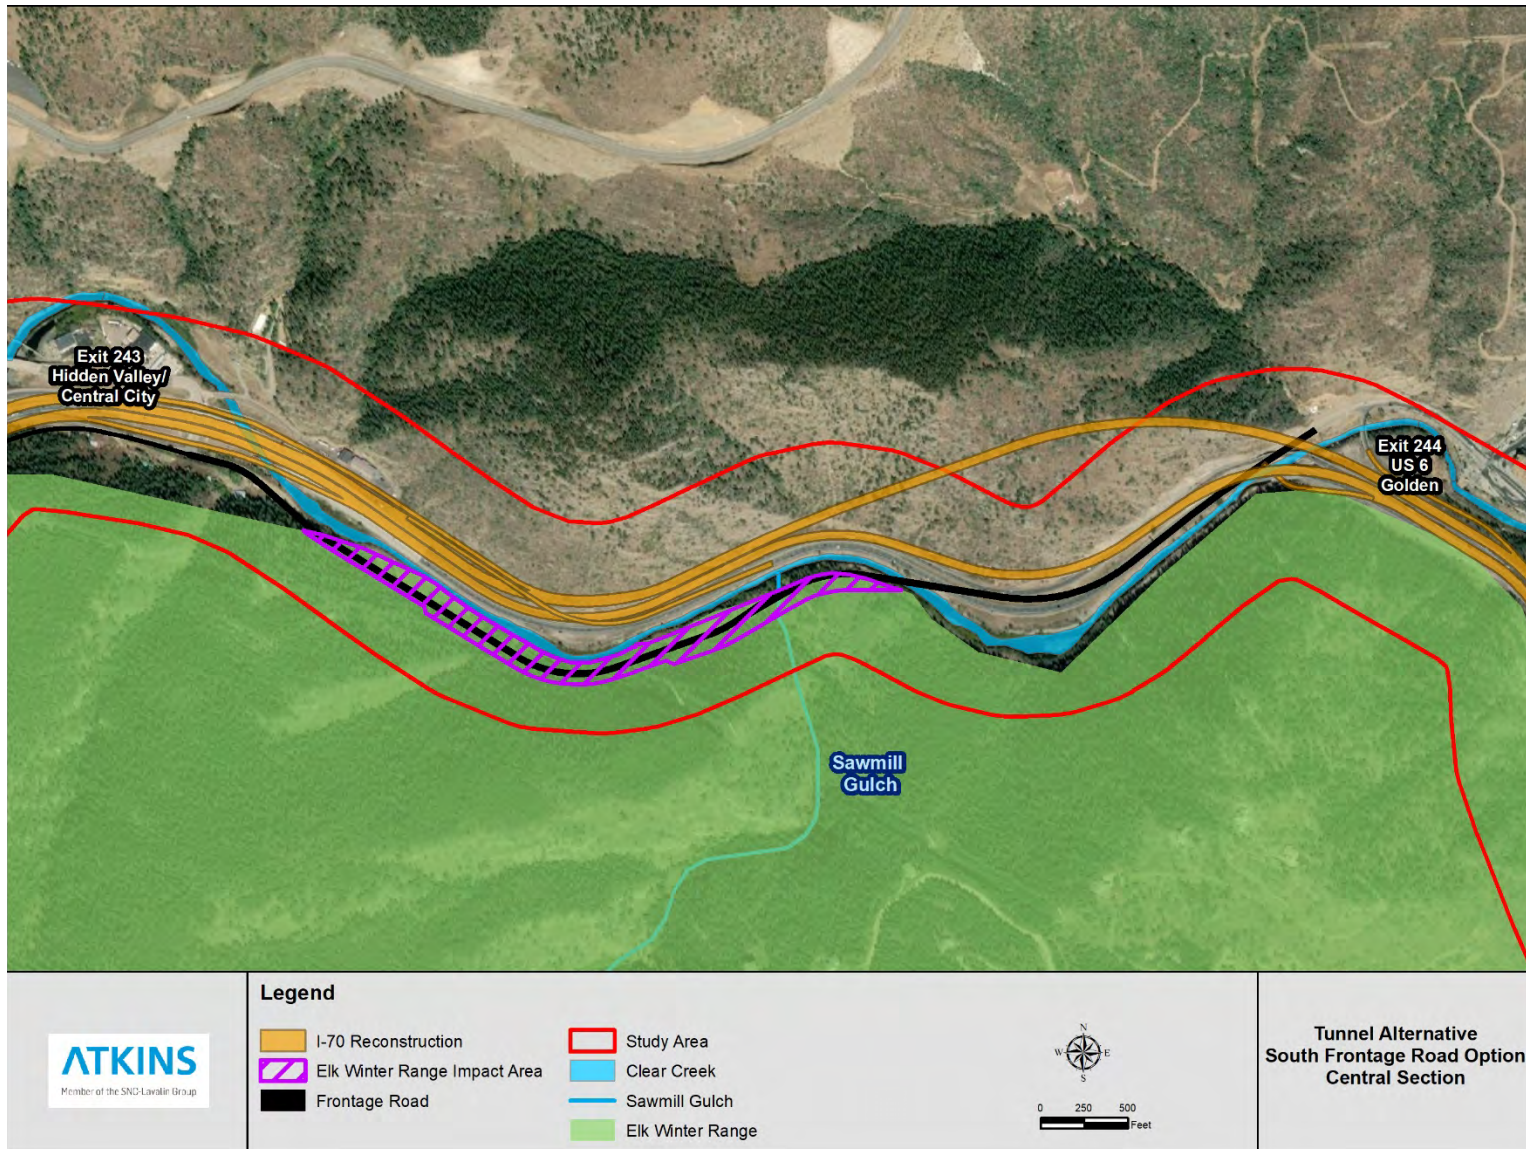 Exit 243
Hidden Valley/
Central City
Exit 244
US 6
Golden
Sawmill
Gulch
ATKINS
Member of the SNC-Lavalin Group
Legend
I-70 Reconstruction
Elk Winter Range Impact Area
Frontage Road
Study Area
Clear Creek
Sawmill Gulch
Elk Winter Range
N
W E
S
0 250 500
Feet
Tunnel Alternative
South Frontage Road Option
Central Section